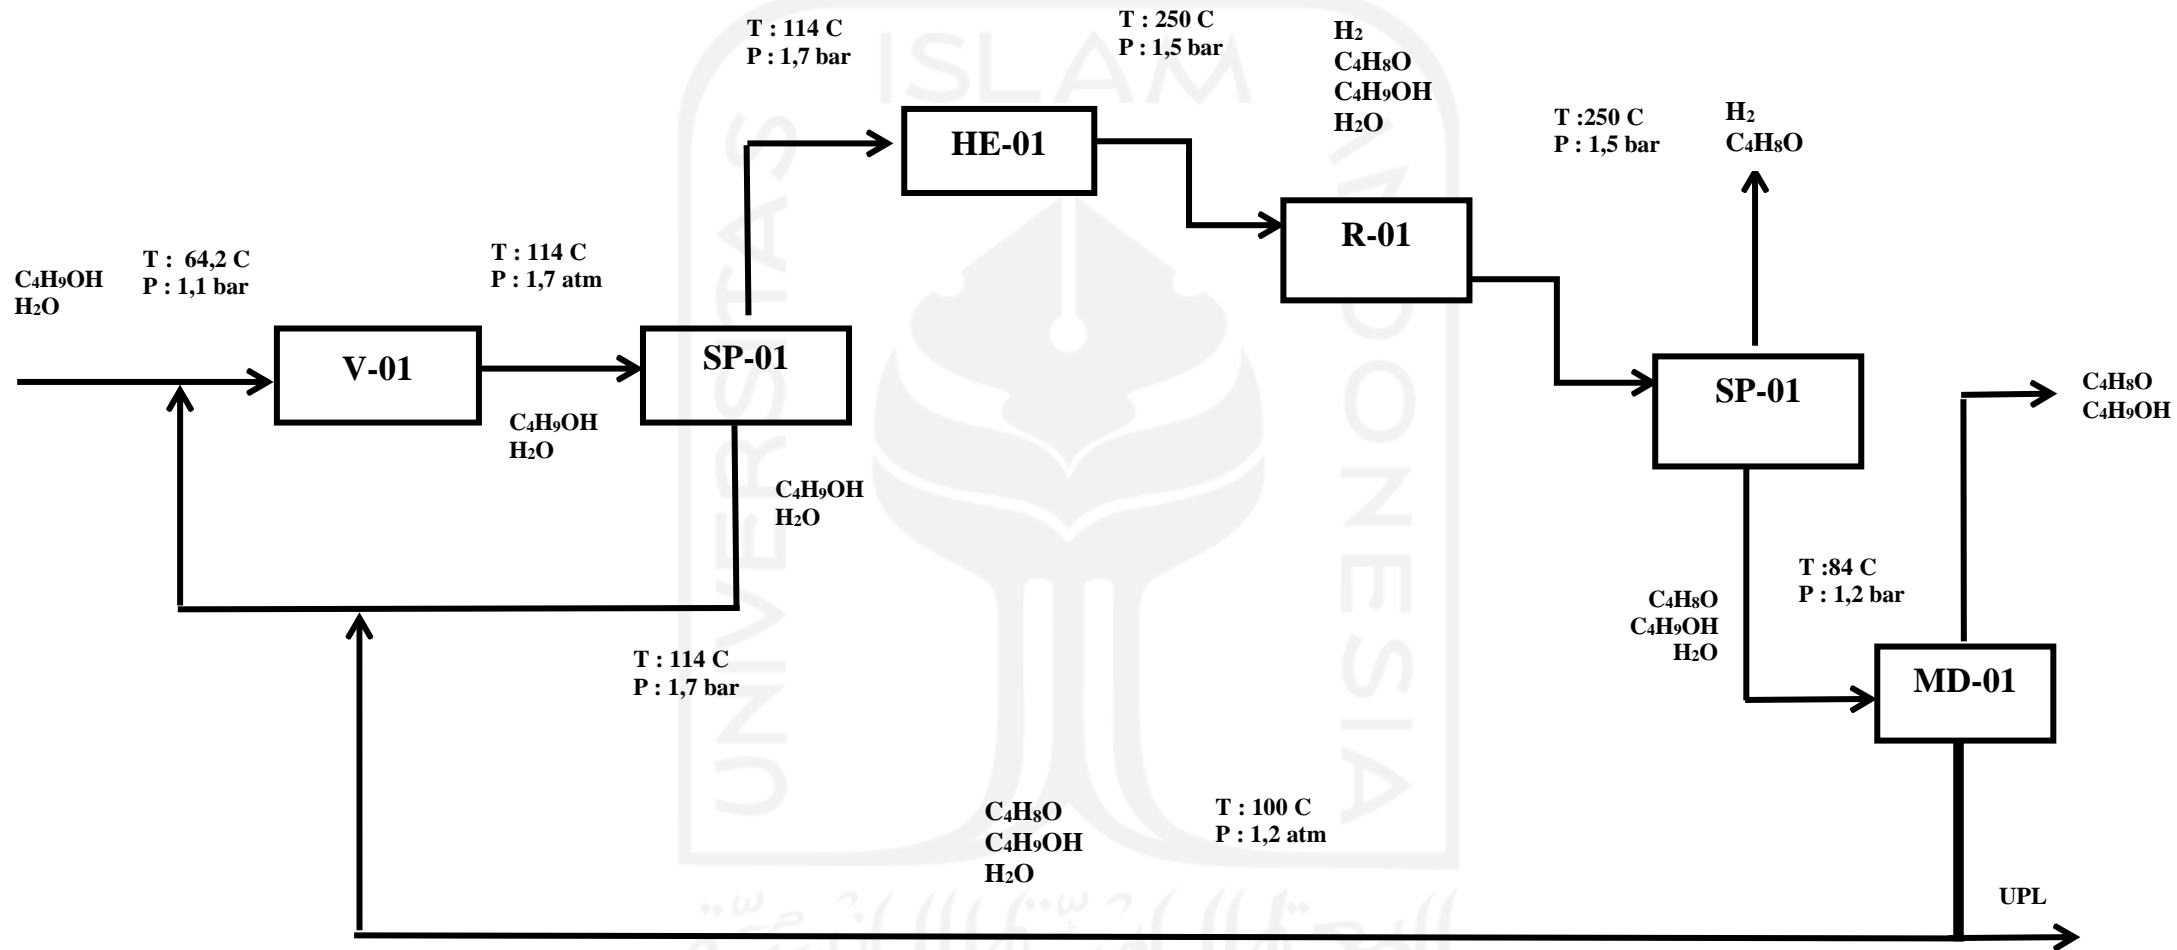 T : 114 C
P : 1,7 bar
T : 250 C
P : 1,5 bar
H2
C4H8O
C4H9OH
H2O
ISLAM
UNIVERSITAS
INDONESIA
HE-01
T :250 C
P : 1,5 bar
H2
C4H8O
R-01
C4H9OH
H2O
T : 64,2 C
P : 1,1 bar
T : 114 C
P : 1,7 atm
V-01
SP-01
SP-01
C4H8O
C4H9OH
C4H9OH
H2O
C4H9OH
H2O
T :84 C
P : 1,2 bar
C4H8O
C4H9OH
H2O
T : 114 C
P : 1,7 bar
MD-01
C4H8O
C4H9OH
H2O
T : 100 C
P : 1,2 atm
UPL